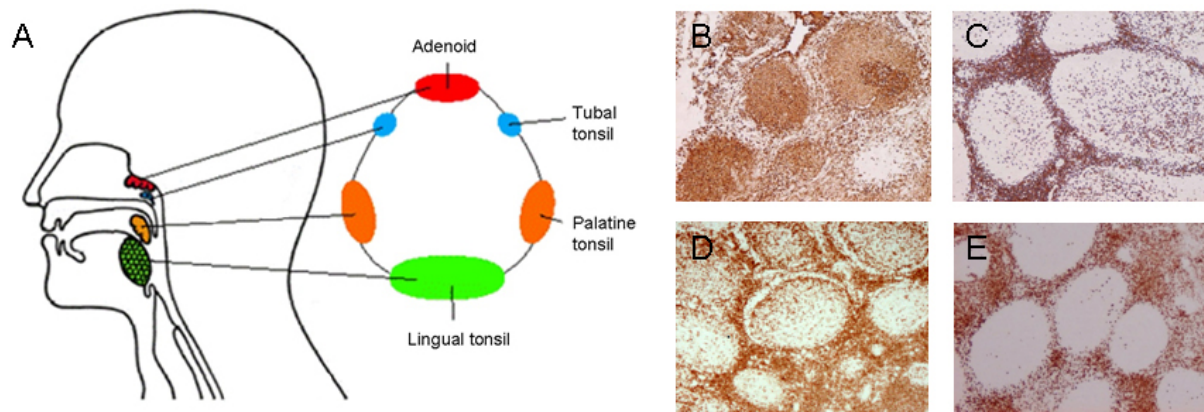 A
Adenoid
Tubal
tonsil
Palatine
tonsil
Lingual tonsil
B
C
D
E